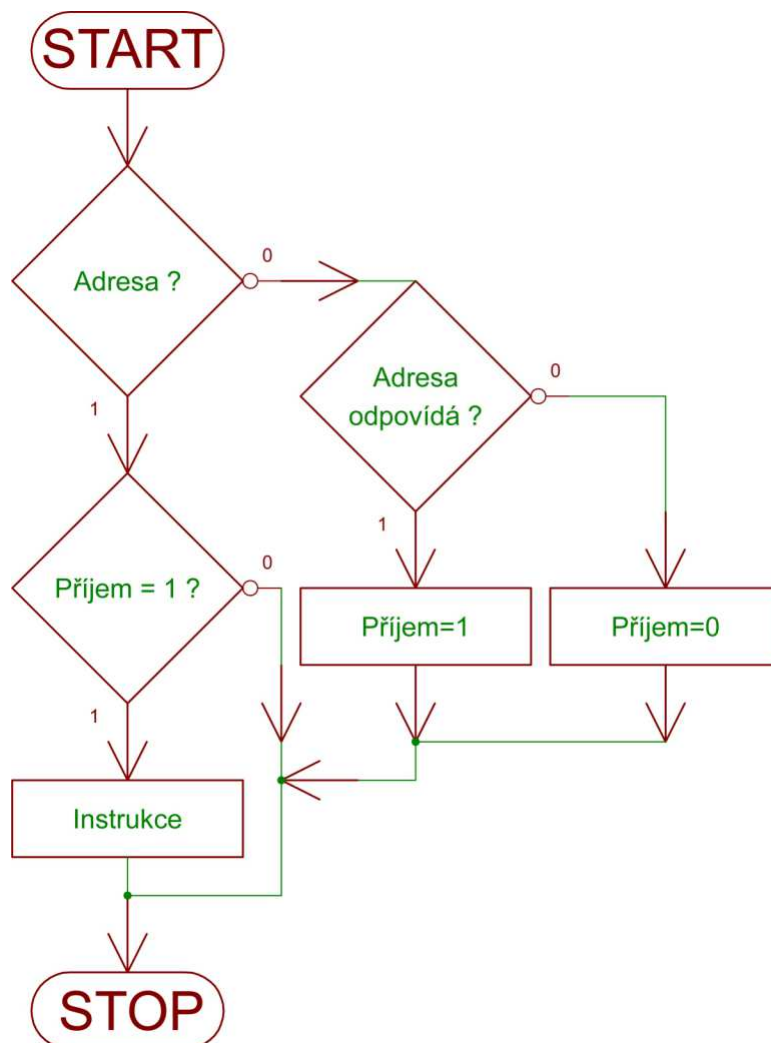 START
0
Adresa ?
0
Adresa
odpovídá ?
1
1
0
Příjem = 1 ?
Příjem=1
Příjem=0
1
Instrukce
STOP